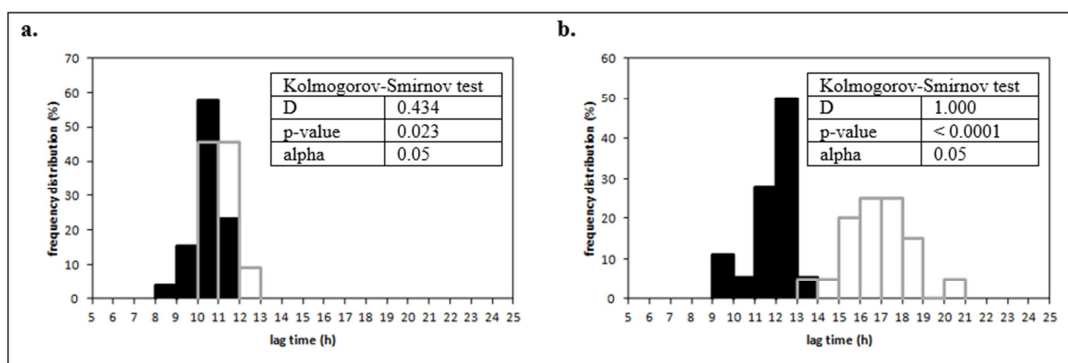 a.
70
60
50
40
30
20
10
0
frequency distribution (%)
Kolmogorov-Smirnov test
D 0.434
p-value 0.023
alpha 0.05
5 6 7 8 9 10 11 12 13 14 15 16 17 18 19 20 21 22 23 24 25
lag time (h)
b.
60
50
40
30
20
10
0
frequency distribution (%)
Kolmogorov-Smirnov test
D 1.000
p-value < 0.0001
alpha 0.05
5 6 7 8 9 10 11 12 13 14 15 16 17 18 19 20 21 22 23 24 25
lag time (h)